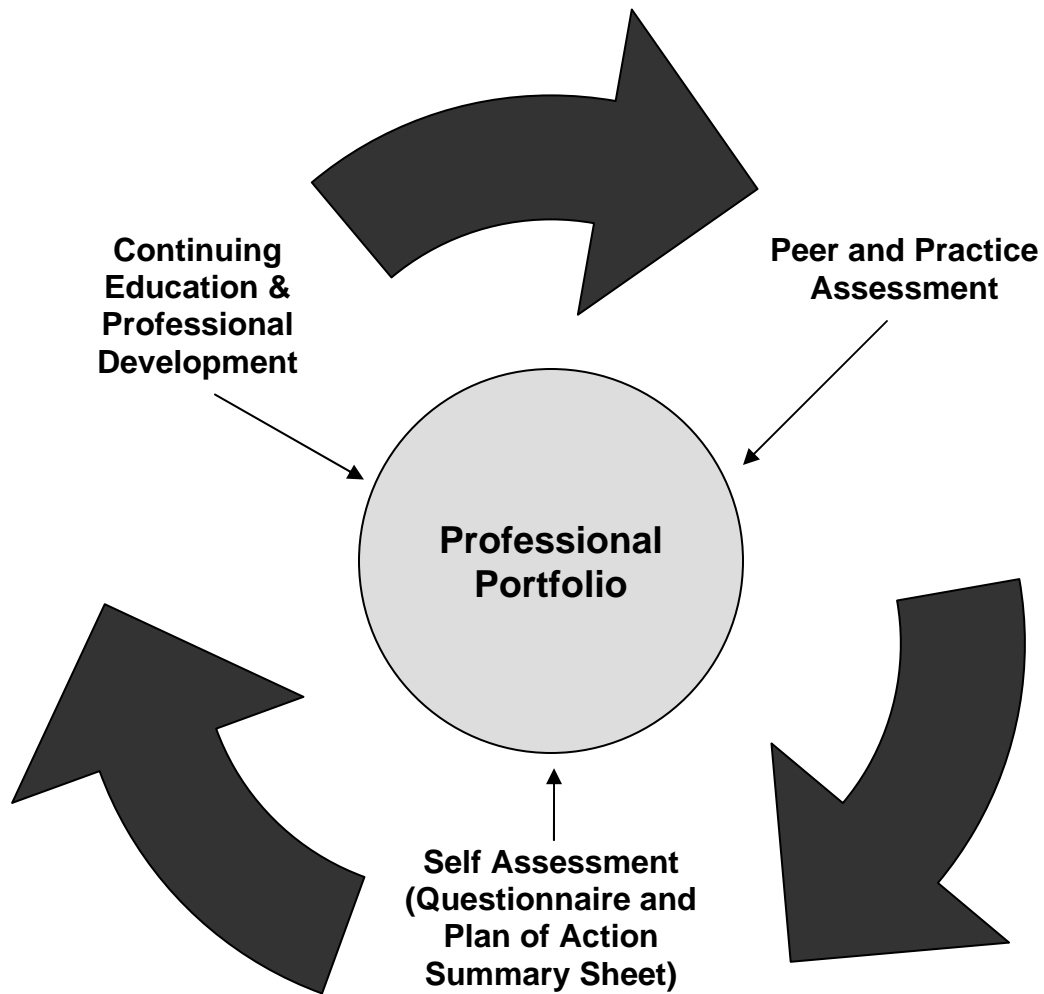 Continuing
Education &
Professional
Development
Peer and Practice
Assessment
Professional
Portfolio
Self Assessment
(Questionnaire and
Plan of Action
Summary Sheet)